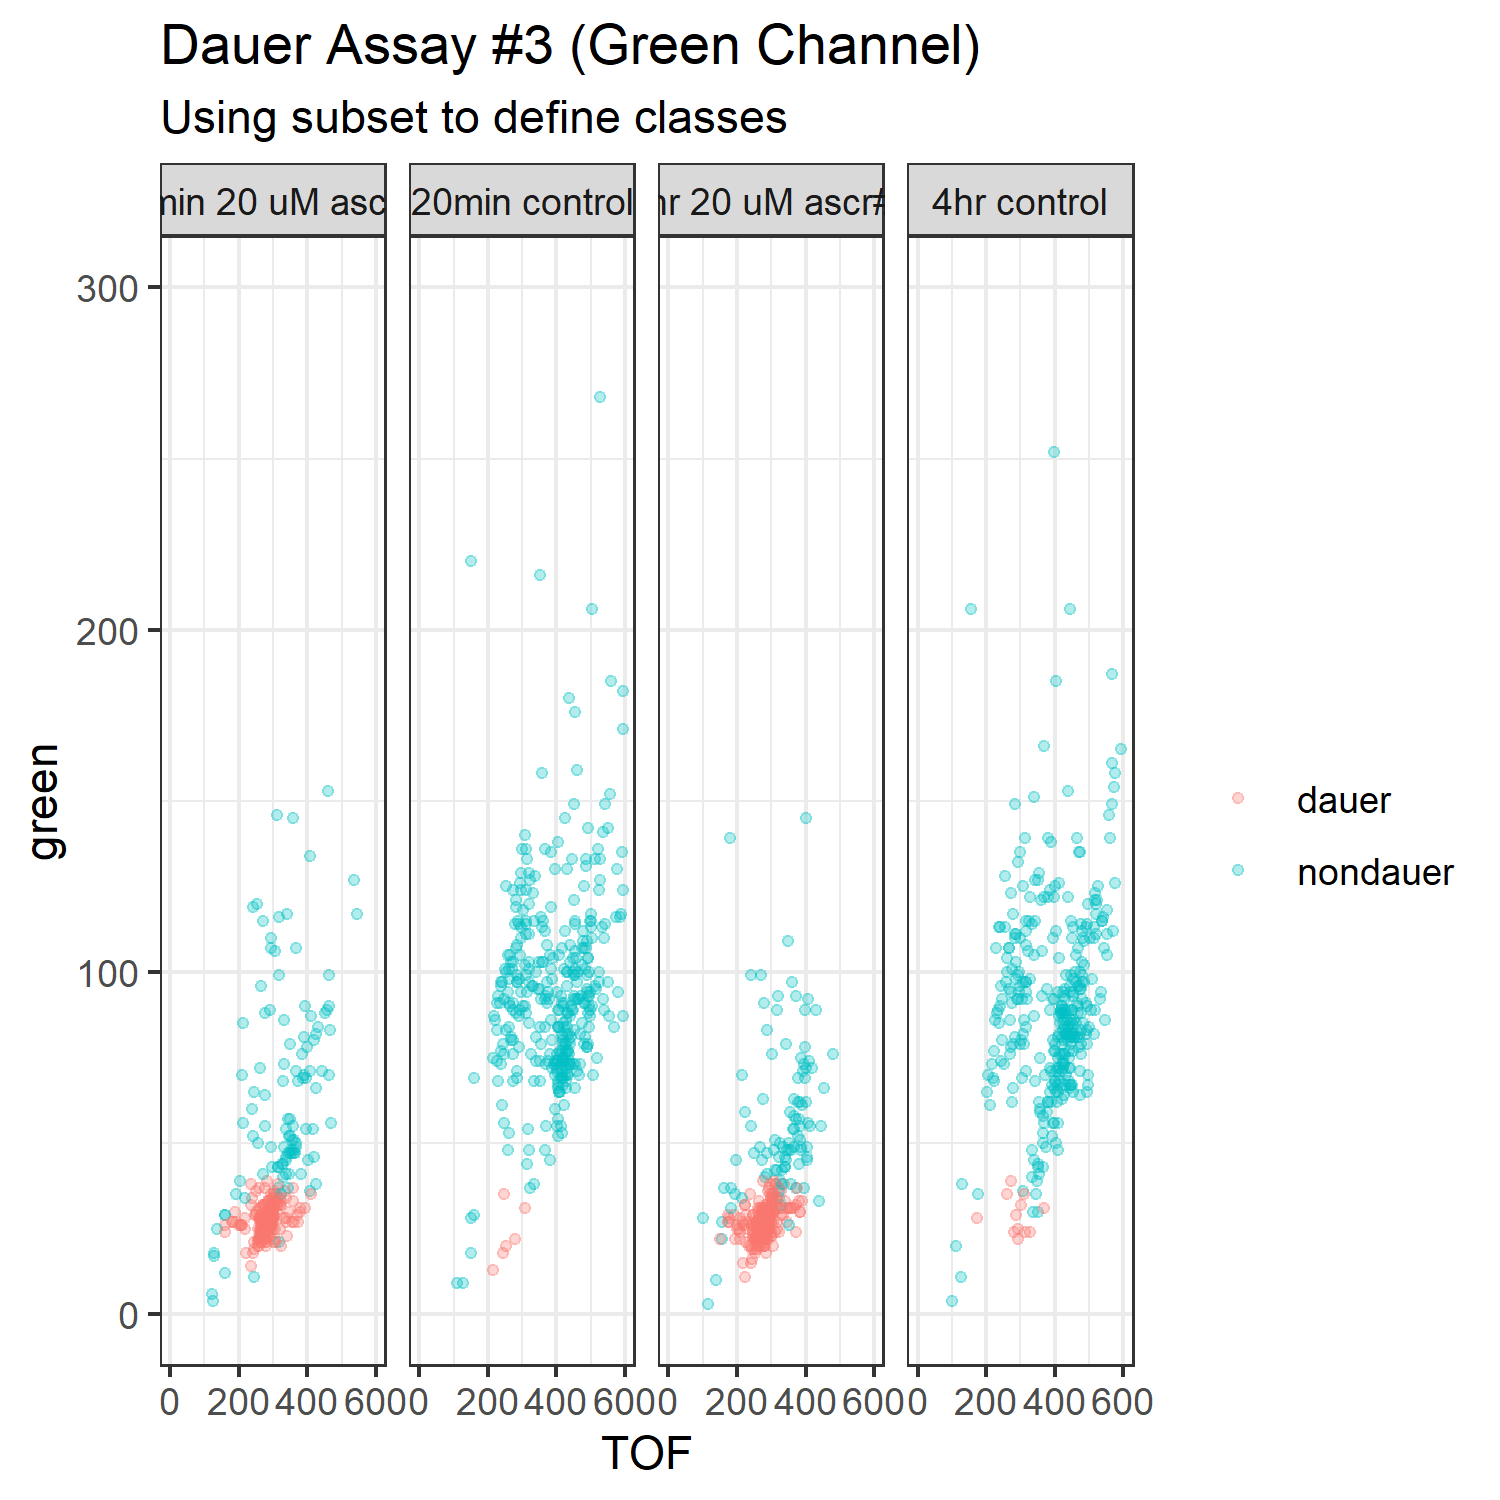 Dauer Assay #3 (Green Channel)
Using subset to define classes
min 20 uM asc
20min control
hr 20 uM ascr#
4hr control
300
200
100
0
green
0 200 400 600
0 200 400 600
0 200 400 600
0 200 400 600
TOF
dauer
nondauer